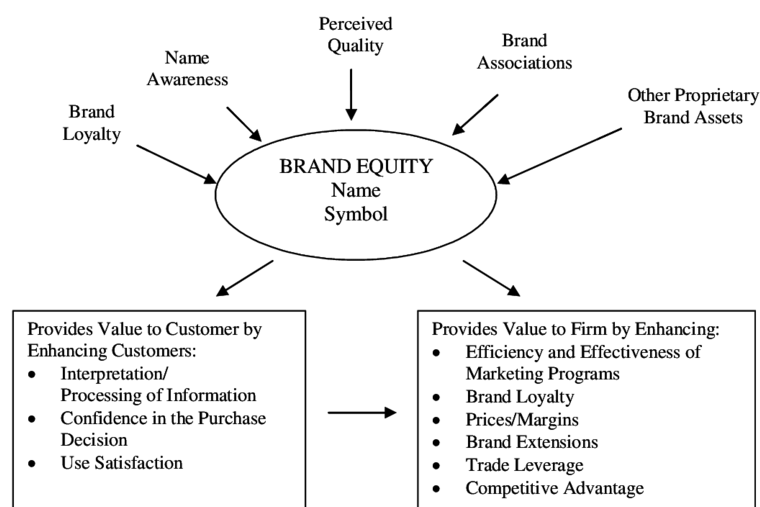 Perceived
Quality
Name
Awareness
Brand
Associations
Brand
Loyalty
Other Proprietary
Brand Assets
BRAND EQUITY
Name
Symbol
Provides Value to Customer by
Enhancing Customers:
● Interpretation/
Processing of Information
● Confidence in the Purchase
Decision
● Use Satisfaction
Provides Value to Firm by Enhancing:
● Efficiency and Effectiveness of
Marketing Programs
● Brand Loyalty
● Prices/Margins
● Brand Extensions
● Trade Leverage
● Competitive Advantage